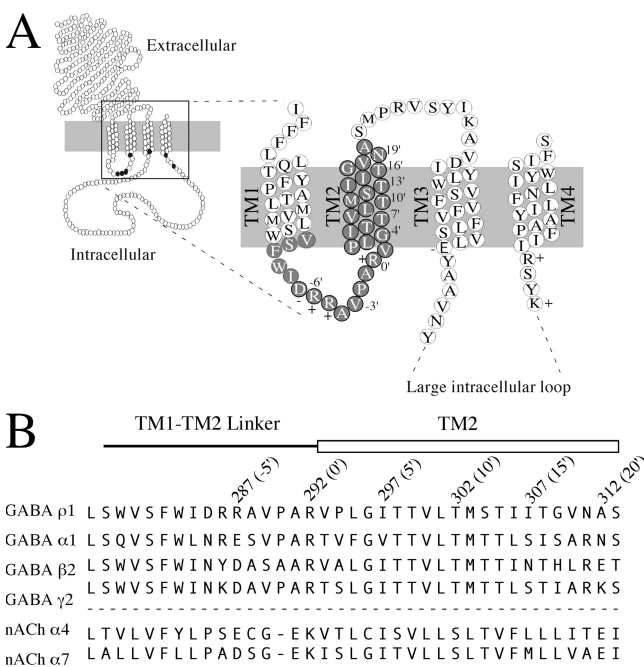 A
Extracellular
Intracellular
I
F
F
F
L
T Q L
P F Y
L T A
M V M
W S L
F S V
W
I
D
R
R
A
V
P
A
R
TM1
TM2
TM3
TM4
19'
16'
13'
10'
7'
4'
0'
-3'
-6'
-
+
+
+
-
+
+
S M P R V S Y I
K
A
V
Y
E
Y
A
A
V
N
Y
R
S
Y
K
Large intracellular loop
B
TM1-TM2 Linker
TM2
287 (-5')
292 (0')
297 (5')
302 (10')
307 (15')
312 (20')
GABA ρ1 L S W V S F W I D R R A V P A R V P L G I T T V L T M S T I I T G V N A S
GABA α1 L S Q V S F W L N R E S V P A R T V F G V T T V L T M T T L S I S A R N S
GABA β2 L S W V S F W I N Y D A S A A R V A L G I T T V L T M T T I N T H L R E T
GABA γ2 L S W V S F W I N K D A V P A R T S L G I T T V L T M T T L S T I A R K S
nACh α4 L T V L V F Y L P S E C G - E K V T L C I S V L L S L T V F L L L I T E I
nACh α7 L A L L V F L L P A D S G - E K I S L G I T V L L S L T V F M L L V A E I